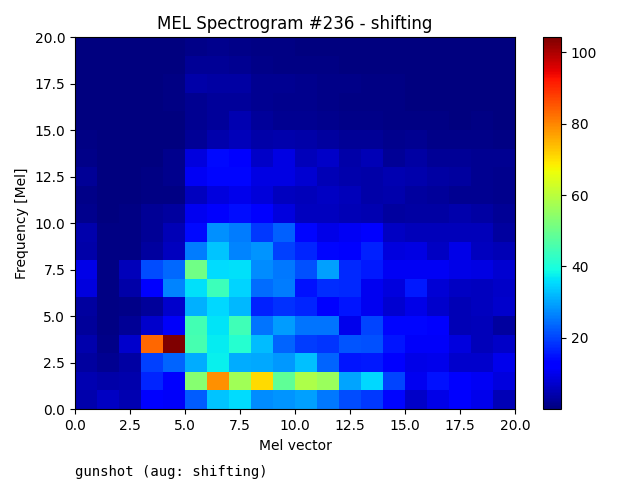 MEL Spectrogram #236 - shifting
20.0
17.5
15.0
12.5
10.0
7.5
5.0
2.5
0.0
Frequency [Mel]
0.0 2.5 5.0 7.5 10.0 12.5 15.0 17.5 20.0
Mel vector
100
80
60
40
20
gunshot (aug: shifting)